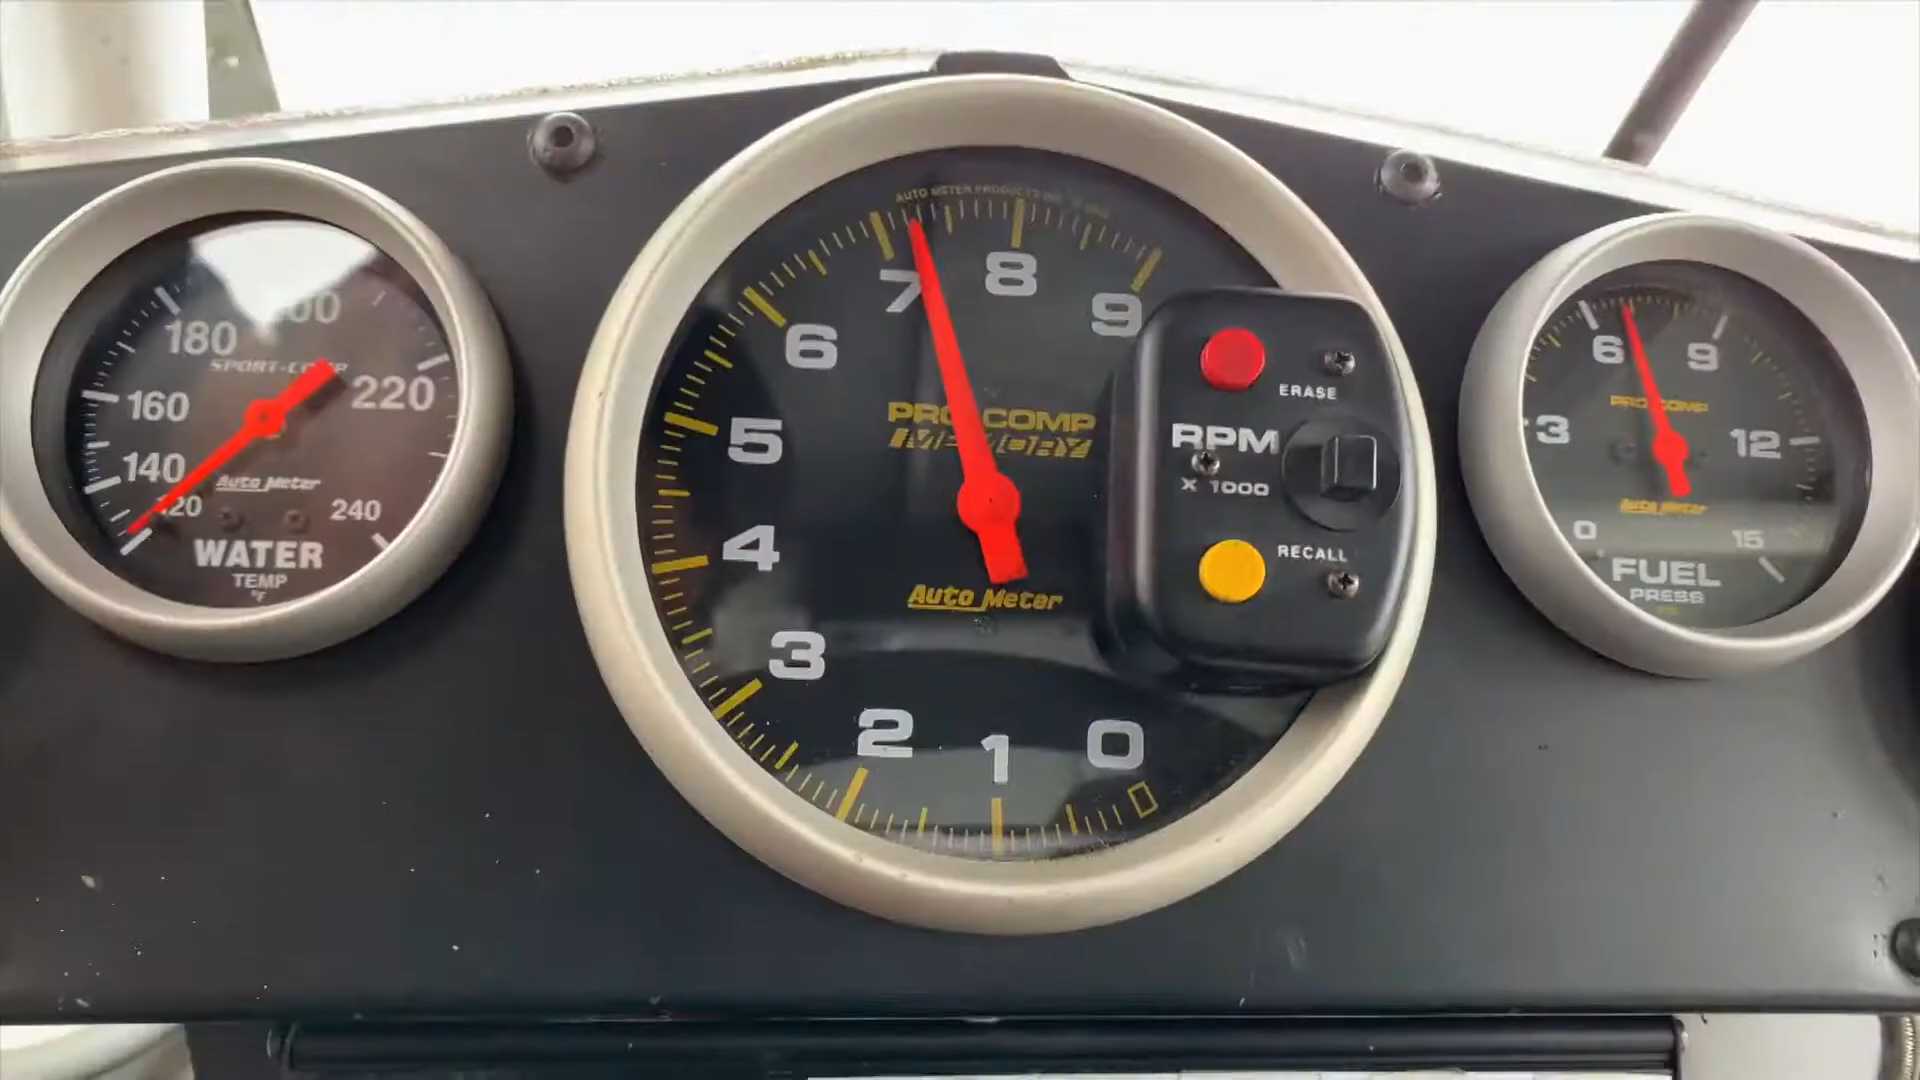 180
SPORT-COMP
160
220
140
Auto Meter
120
240
WATER
TEMP
°F
AUTO METER PRODUCTS
7
8
9
6
5
4
3
2
1
0
PRO COMP
MEMORY
Auto Meter
ERASE
RPM
X 1000
RECALL
6
9
PRO COMP
3
12
Auto Meter
0
15
FUEL
PRESS